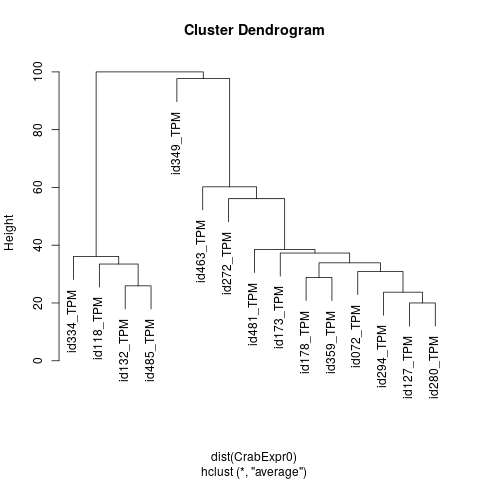 Cluster Dendrogram
Height
0
20
40
60
80
100
id334_TPM
id118_TPM
id132_TPM
id485_TPM
id349_TPM
id463_TPM
id272_TPM
id481_TPM
id173_TPM
id178_TPM
id359_TPM
id072_TPM
id294_TPM
id127_TPM
id280_TPM
dist(CrabExpr0)
hclust (*, "average")